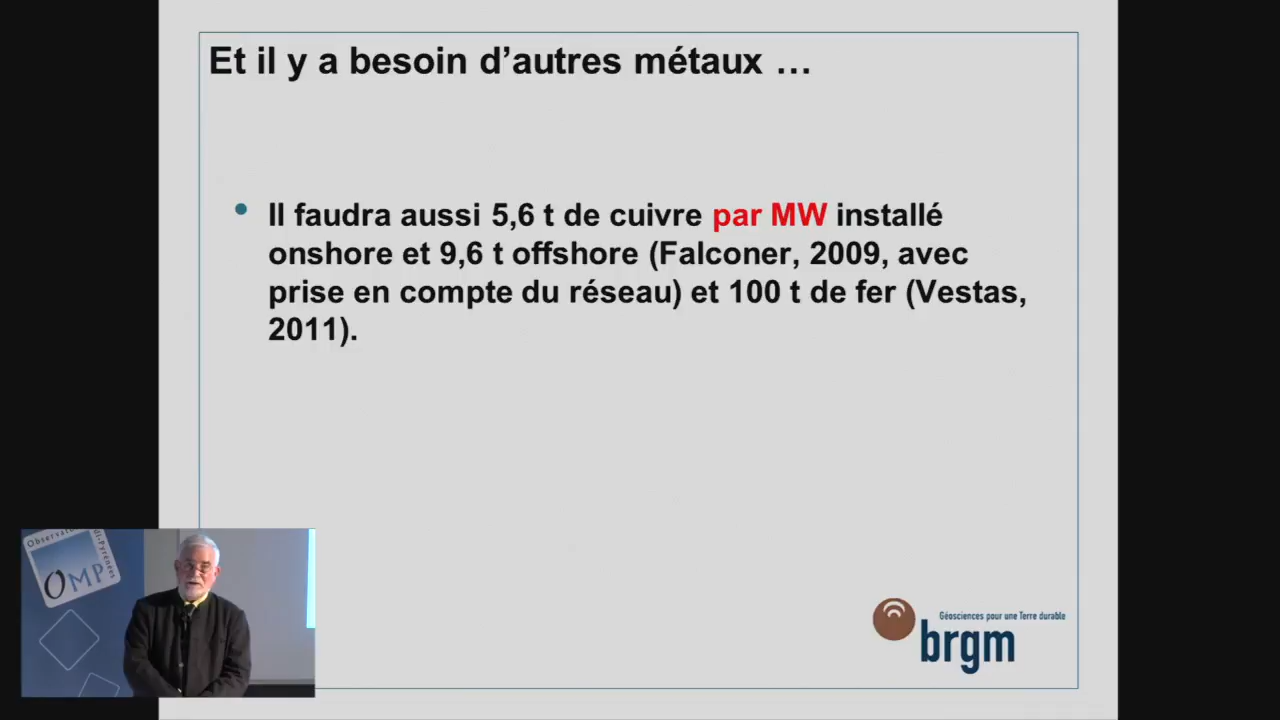 Et il y a besoin d’autres métaux …
• Il faudra aussi 5,6 t de cuivre par MW installé
onshore et 9,6 t offshore (Falconer, 2009, avec
prise en compte du réseau) et 100 t de fer (Vestas,
2011).
OMP
Géosciences pour une Terre durable
brgm